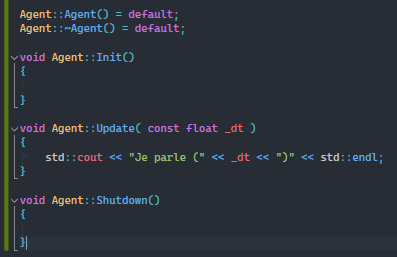 Agent::Agent() = default;
Agent::~Agent() = default;
void Agent::Init()
{
}
void Agent::Update( const float _dt )
{
std::cout << "Je parle (" << _dt << ")" << std::endl;
}
void Agent::Shutdown()
{
}